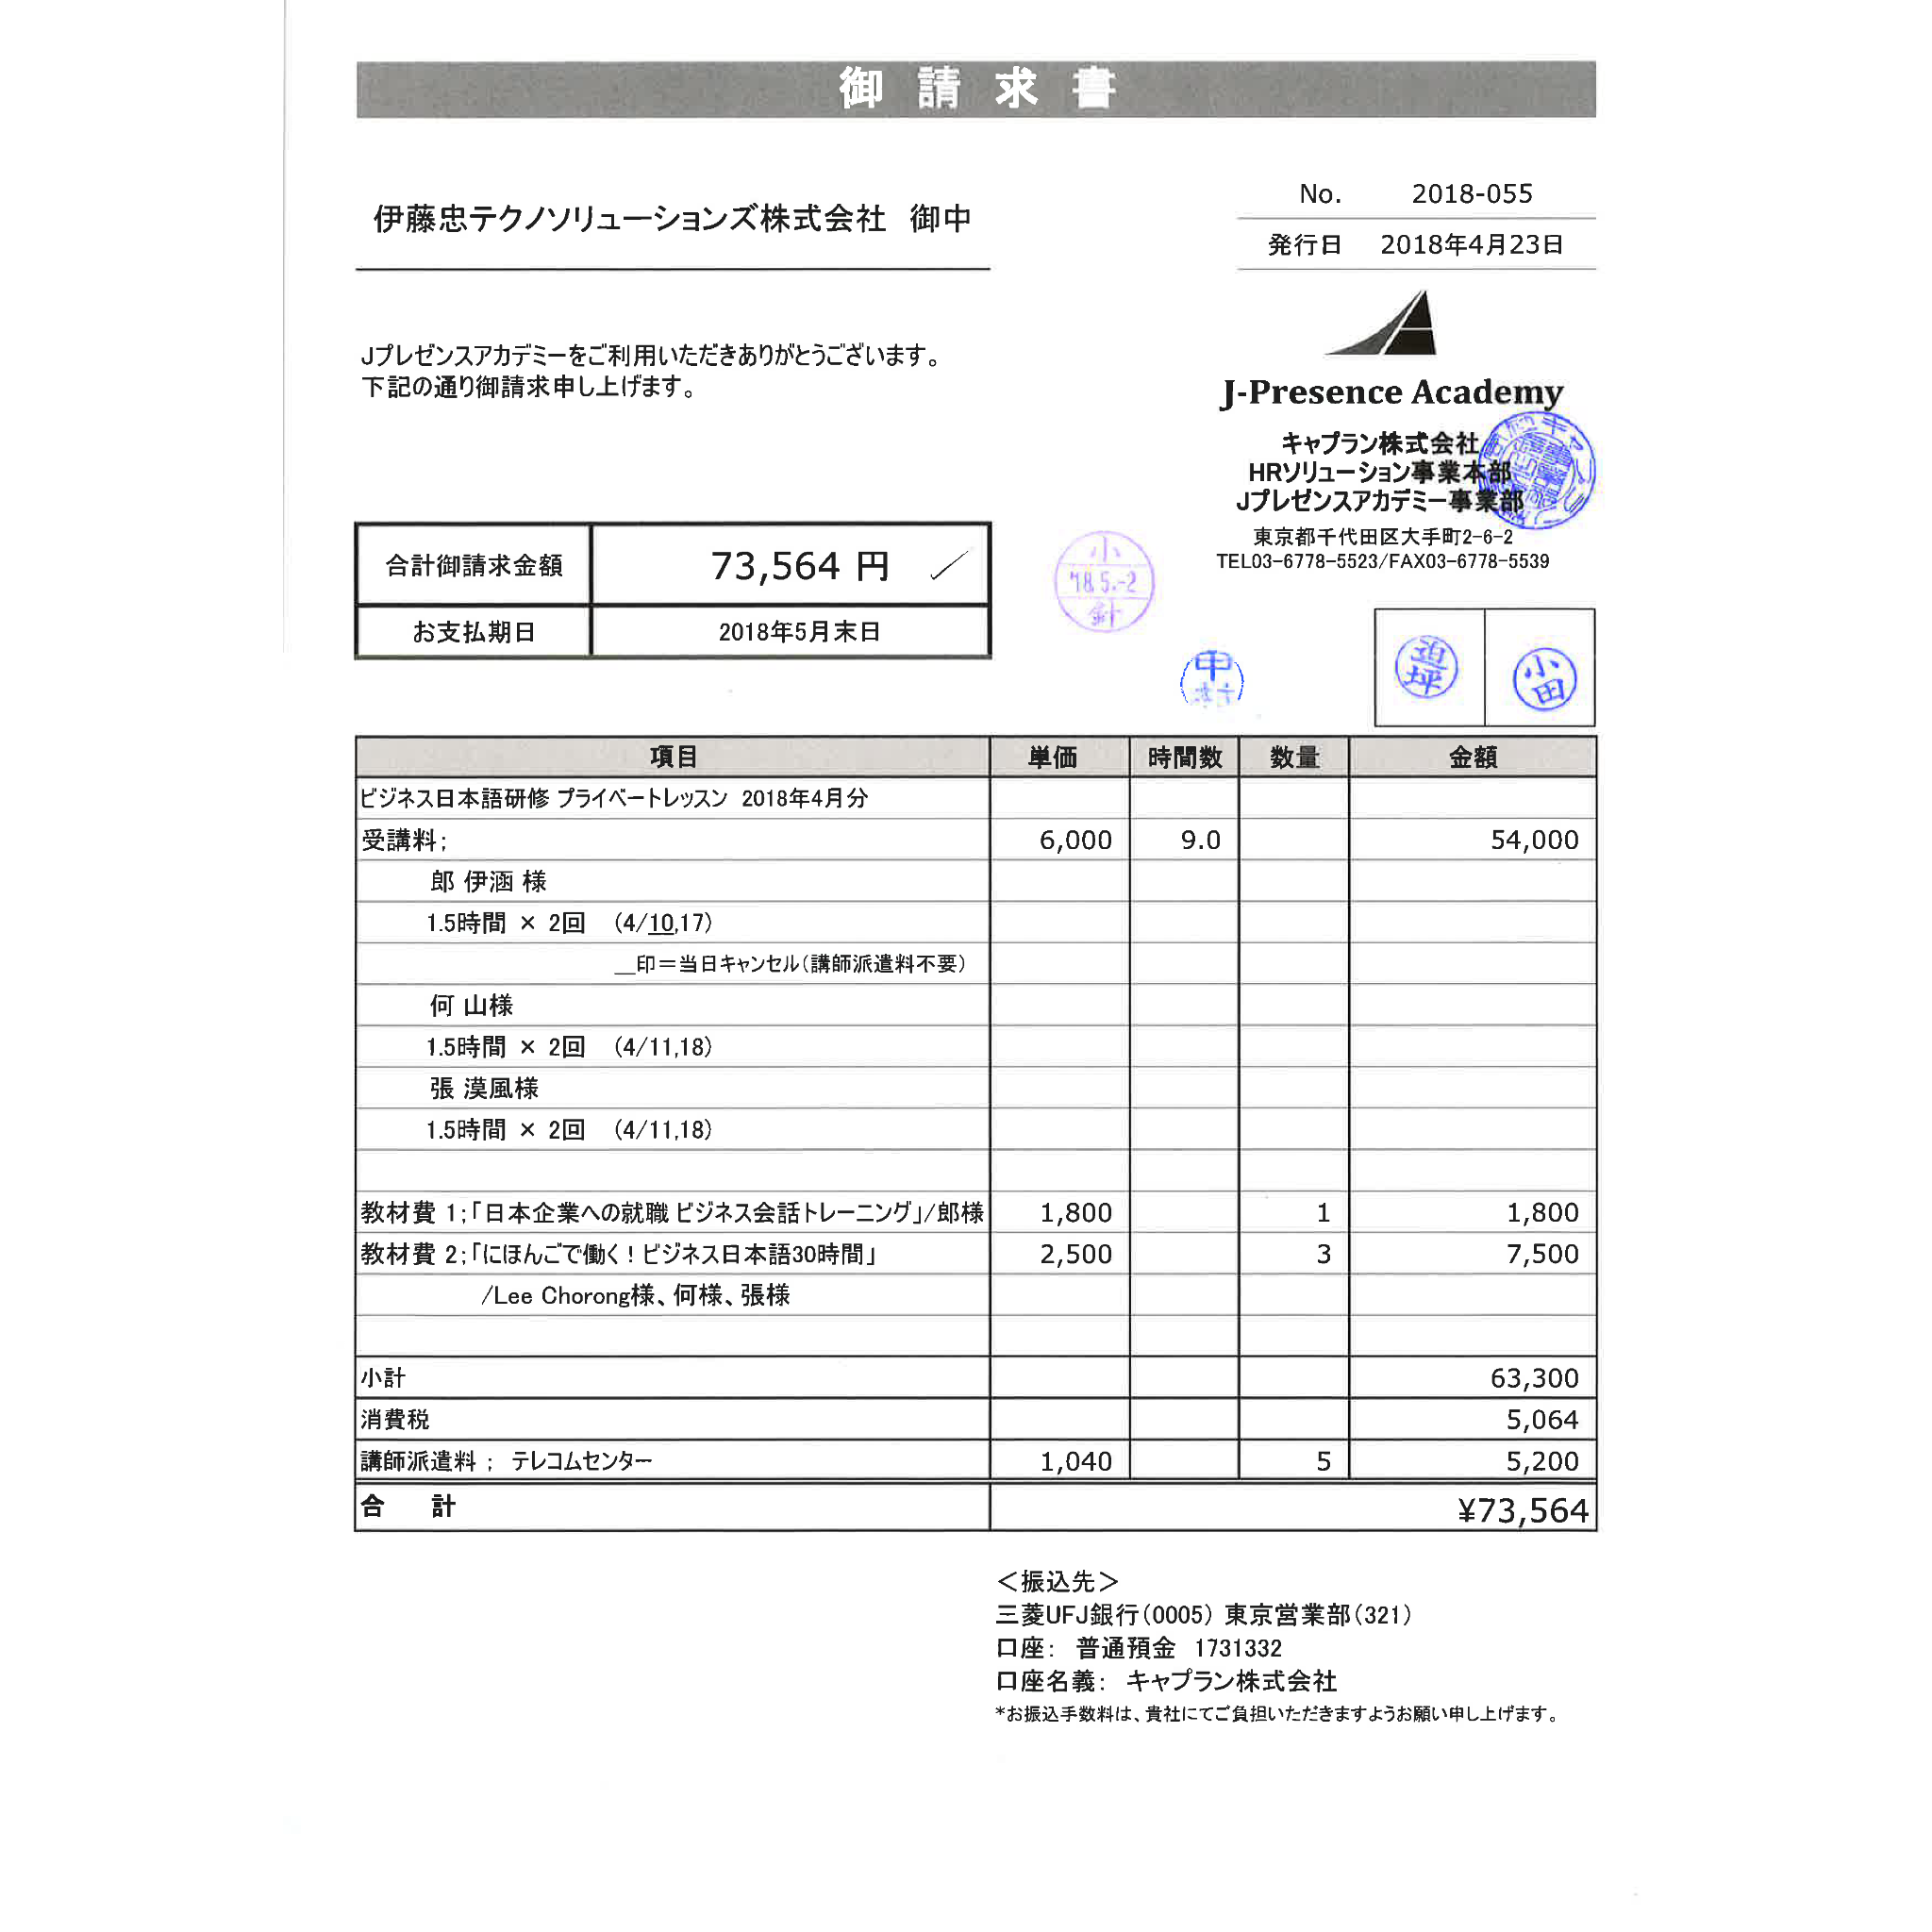 御請求書
No. 2018-055
伊藤忠テクノソリューションズ株式会社 御中
発行日 2018年4月23日
Jプレゼンスアカデミーをご利用いただきありがとうございます。
下記の通り御請求申し上げます。
J-Presence Academy
キャプラン株式会社
HRソリューション事業本部
Jプレゼンスアカデミー事業部
東京都千代田区大手町2-6-2
TEL03-6778-5523/FAX03-6778-5539
合計御請求金額 73,564 円
お支払期日 2018年5月末日
小
'18.5.-2
針
小田
項目 単価 時間数 数量 金額
ビジネス日本語研修 プライベートレッスン 2018年4月分
受講料; 6,000 9.0 54,000
郎 伊涵 様
1.5時間 × 2回 (4/10,17)
__印＝当日キャンセル(講師派遣料不要)
何 山様
1.5時間 × 2回 (4/11,18)
張 漠風様
1.5時間 × 2回 (4/11,18)
教材費 1;「日本企業への就職 ビジネス会話トレーニング」/郎様 1,800 1 1,800
教材費 2;「にほんごで働く！ビジネス日本語30時間」 2,500 3 7,500
/Lee Chorong様、何様、張様
小計 63,300
消費税 5,064
講師派遣料 ; テレコムセンター 1,040 5 5,200
合 計 ¥73,564
＜振込先＞
三菱UFJ銀行(0005) 東京営業部(321)
口座: 普通預金 1731332
口座名義: キャプラン株式会社
*お振込手数料は、貴社にてご負担いただきますようお願い申し上げます。